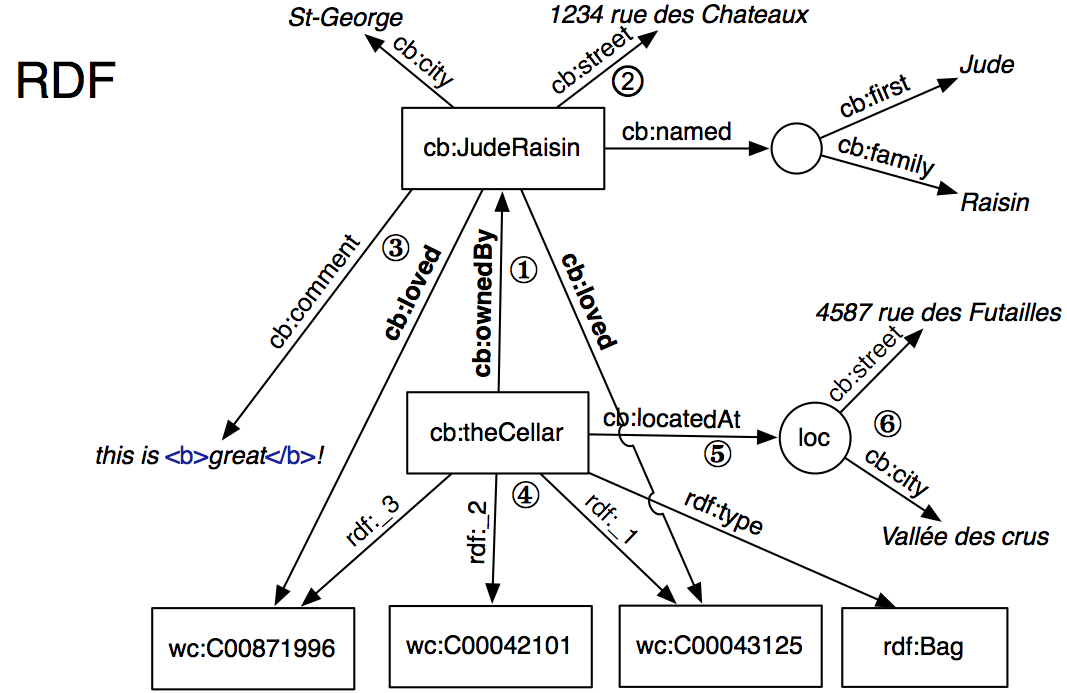 St-George
1234 rue des Chateaux
RDF
cb:city
cb:street
②
Jude
cb:first
cb:JudeRaisin
cb:named
cb:family
Raisin
cb:comment
③
cb:loved
cb:ownedBy
①
cb:loved
4587 rue des Futailles
cb:street
cb:theCellar
cb:locatedAt
⑤
loc
⑥
this is <b>great</b>!
cb:city
Vallée des crus
rdf:_3
rdf:_2
④
rdf:_1
rdf:type
wc:C00871996
wc:C00042101
wc:C00043125
rdf:Bag